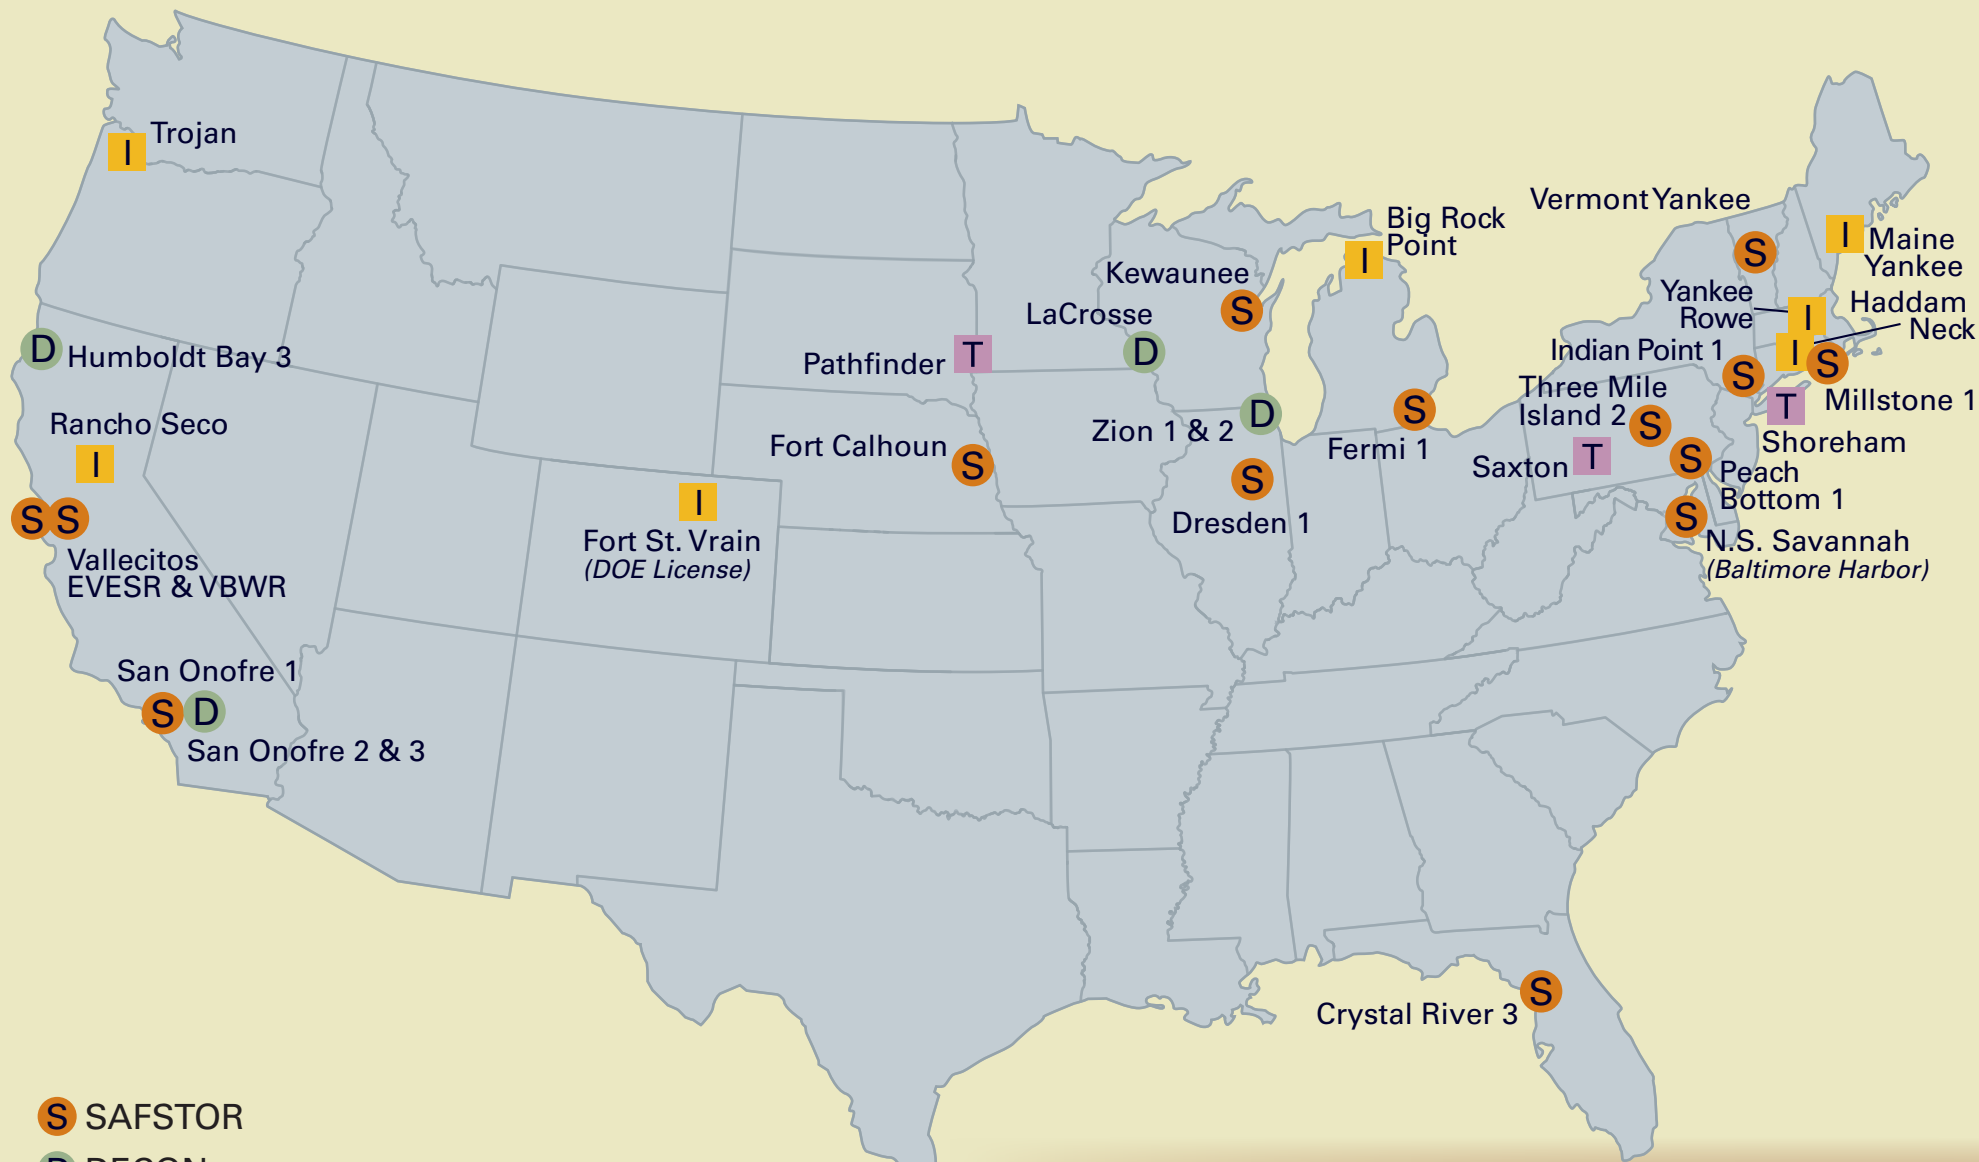 Trojan
I
Vermont Yankee
Big Rock
Point
I
S
I
Maine
Yankee
Kewaunee
S
LaCrosse
D
Yankee
Rowe
I
Haddam
Neck
I
D
Humboldt Bay 3
Pathfinder
T
Indian Point 1
S
S
Millstone 1
Three Mile
Island 2
S
T
Shoreham
Rancho Seco
I
Zion 1 & 2
D
Fermi 1
S
Fort Calhoun
S
Saxton
T
S
Peach
Bottom 1
Dresden 1
S
S S
Vallecitos
EVESR & VBWR
I
Fort St. Vrain
(DOE License)
S
N.S. Savannah
(Baltimore Harbor)
San Onofre 1
S D
San Onofre 2 & 3
Crystal River 3
S
S SAFSTOR
D DECON